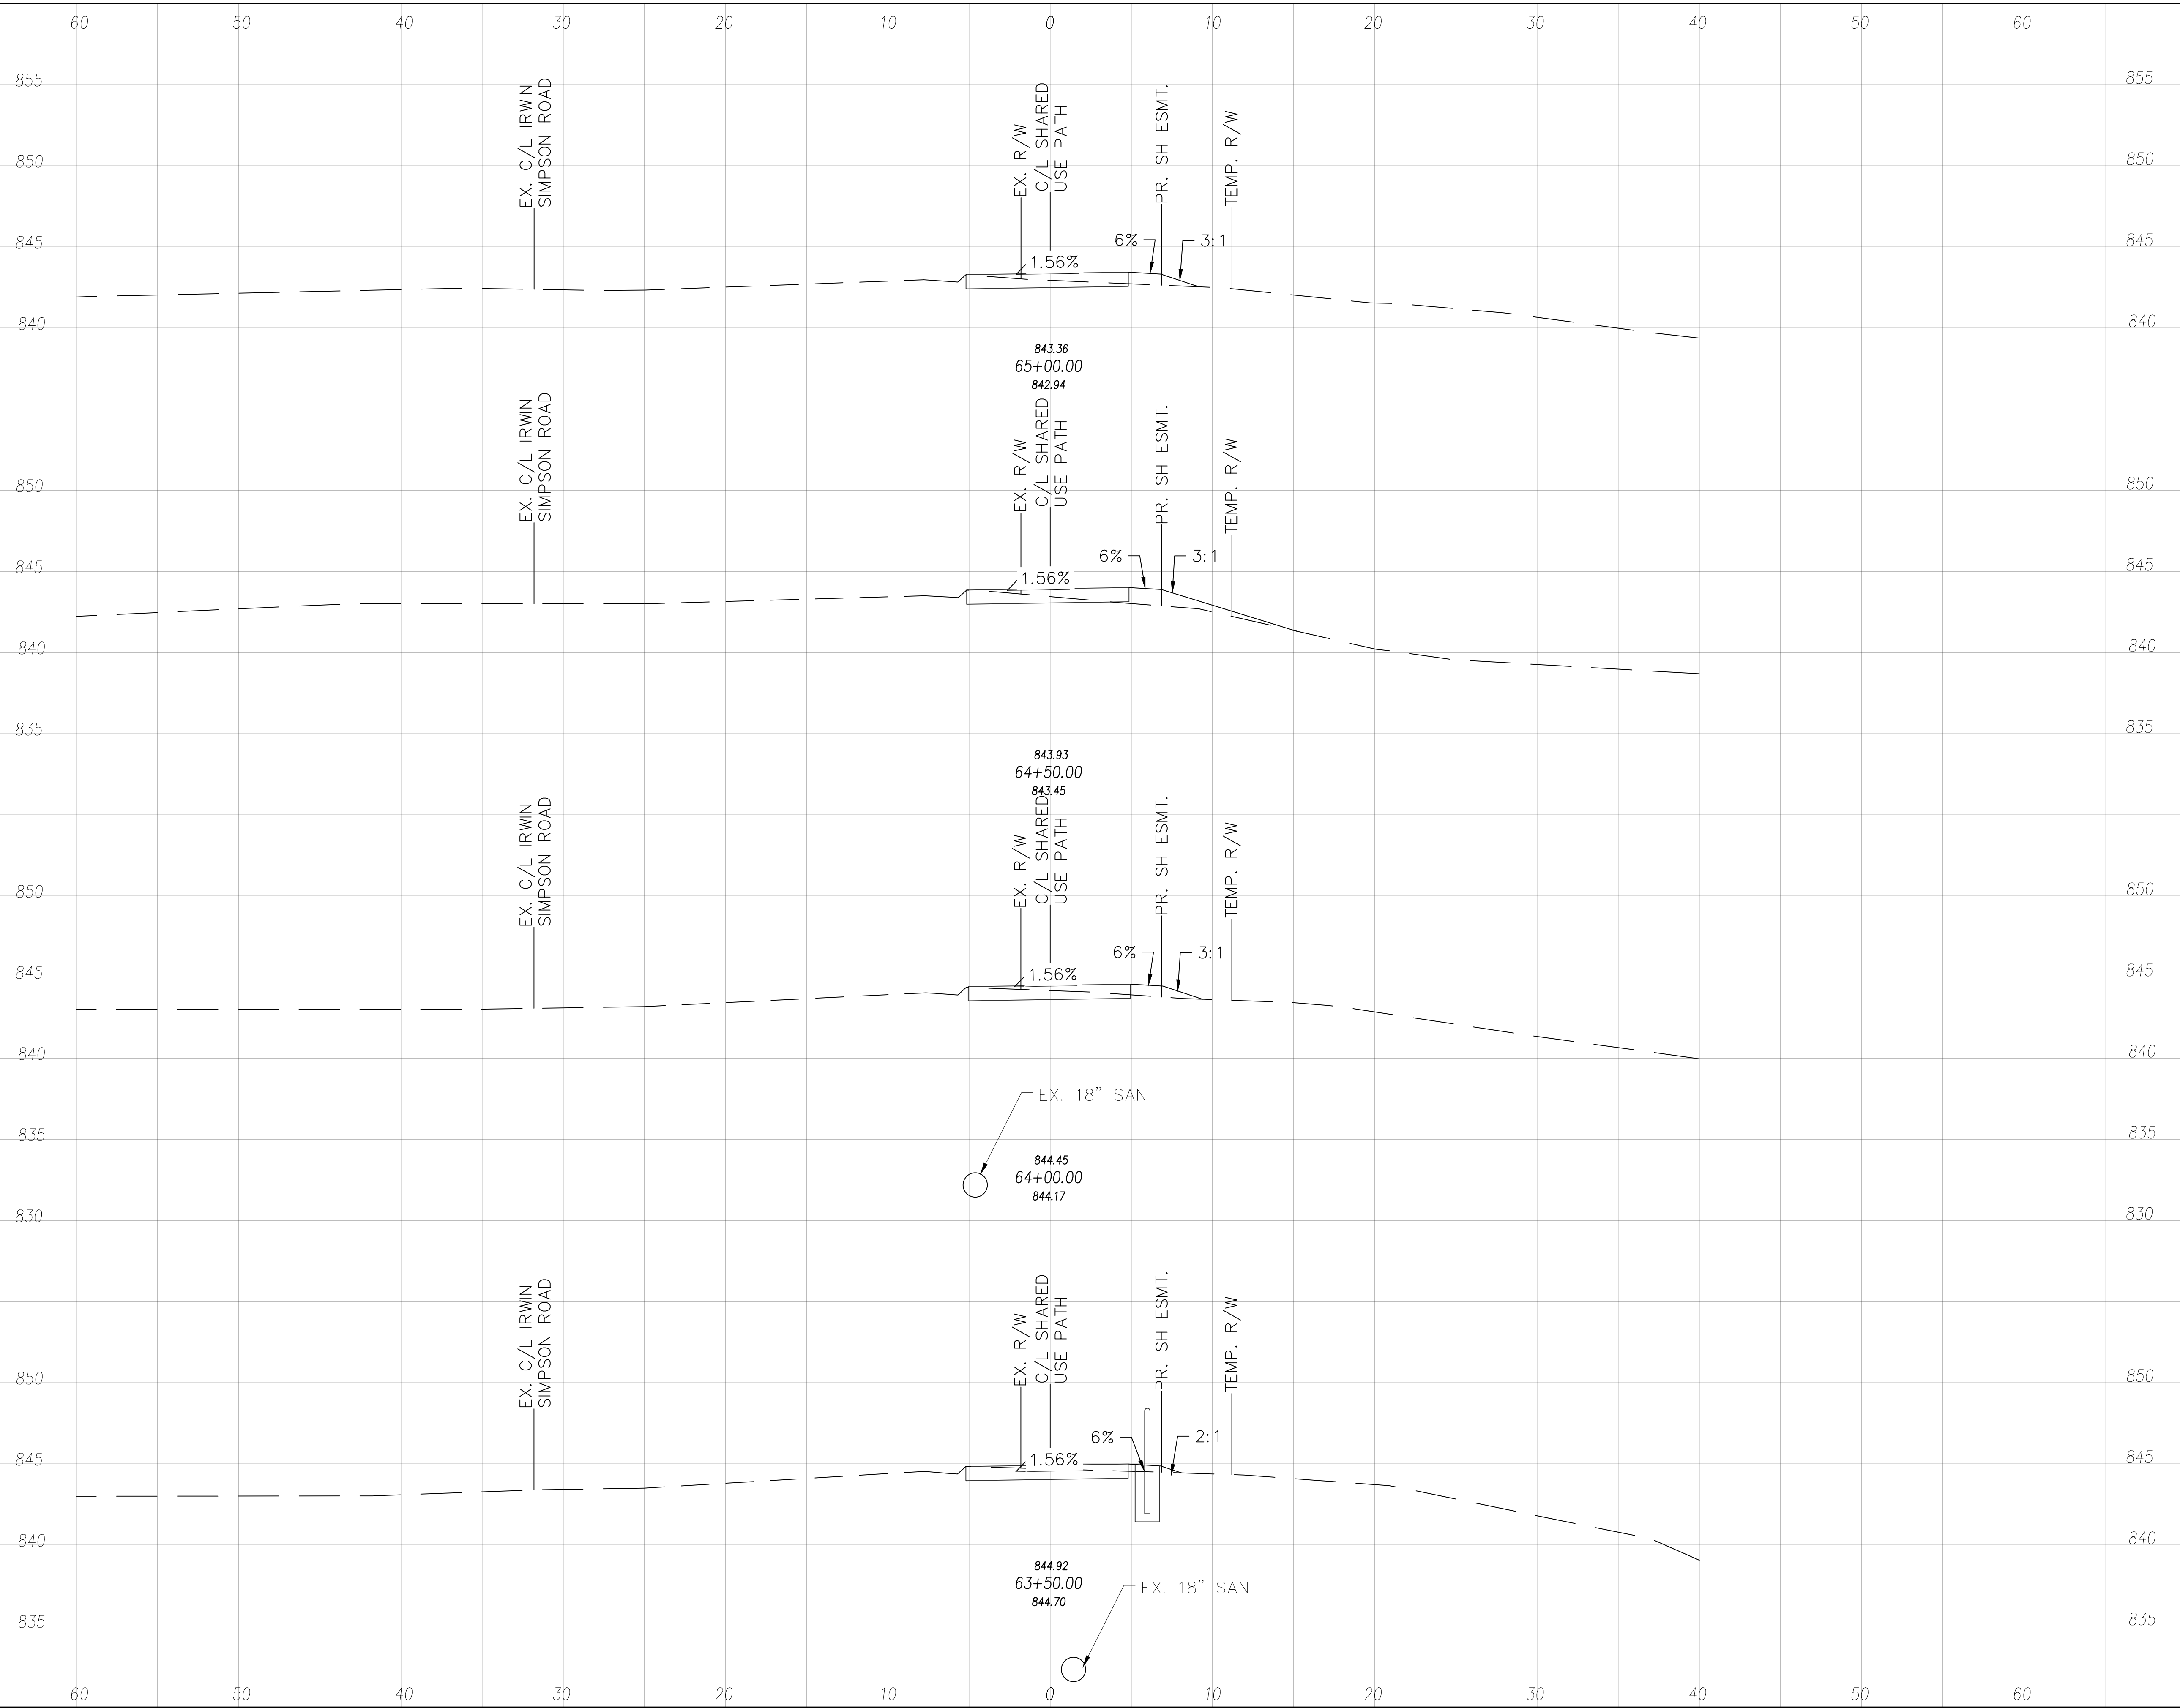 60 50 40 30 20 10 0 10 20 30 40 50 60
855 855
EX. C/L IRWIN
SIMPSON ROAD
EX. R/W
C/L SHARED
USE PATH
PR. SH ESMT.
TEMP. R/W
850 850
845 845
6%
3:1
1.56%
840 840
843.36
65+00.00
842.94
EX. C/L IRWIN
SIMPSON ROAD
EX. R/W
C/L SHARED
USE PATH
PR. SH ESMT.
TEMP. R/W
850 850
845 845
6%
3:1
1.56%
840 840
835 835
843.93
64+50.00
843.45
EX. C/L IRWIN
SIMPSON ROAD
EX. R/W
C/L SHARED
USE PATH
PR. SH ESMT.
TEMP. R/W
850 850
845 845
6%
3:1
1.56%
840 840
EX. 18" SAN
835 835
844.45
64+00.00
844.17
830 830
EX. C/L IRWIN
SIMPSON ROAD
EX. R/W
C/L SHARED
USE PATH
PR. SH ESMT.
TEMP. R/W
850 850
845 845
6%
2:1
1.56%
840 840
844.92
63+50.00
844.70
EX. 18" SAN
835 835
60 50 40 30 20 10 0 10 20 30 40 50 60